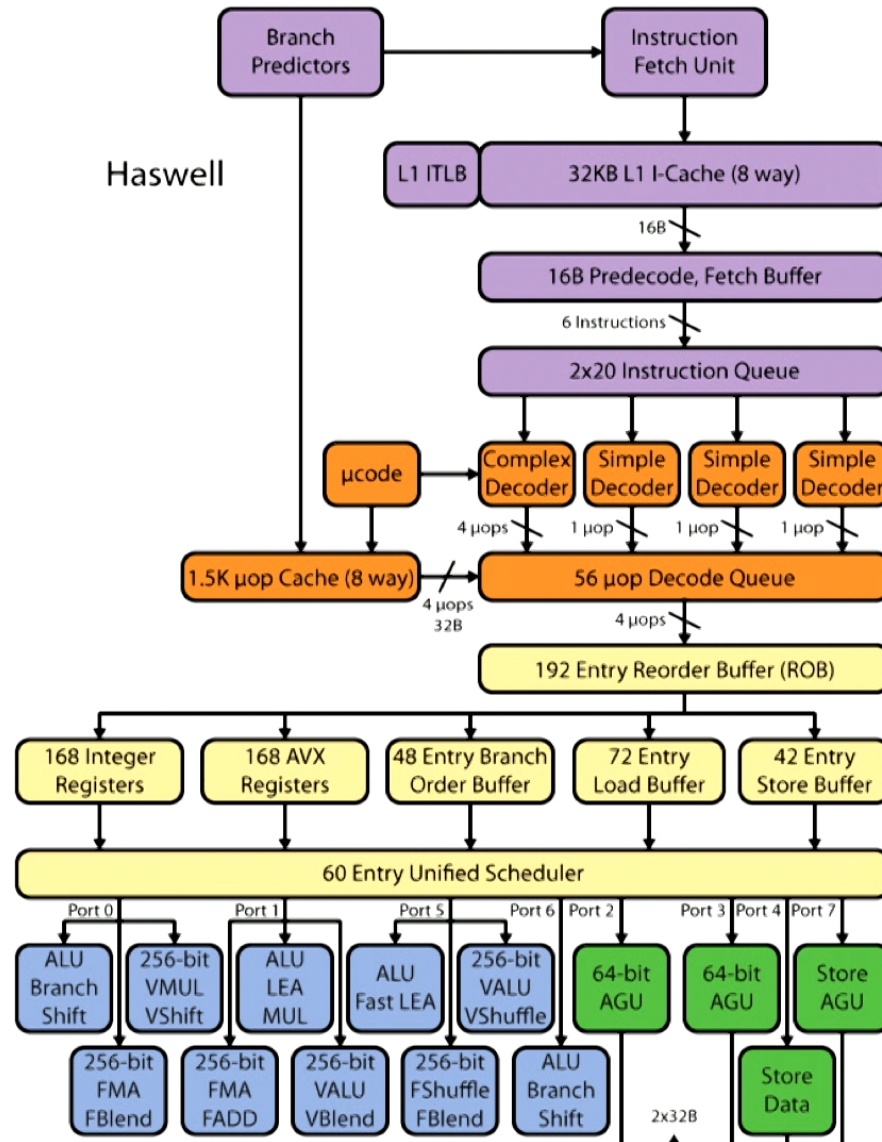 Branch
Predictors
Instruction
Fetch Unit
Haswell
L1 ITLB
32KB L1 I-Cache (8 way)
16B
16B Predecode, Fetch Buffer
6 Instructions
2x20 Instruction Queue
µcode
Complex
Decoder
Simple
Decoder
Simple
Decoder
Simple
Decoder
4 µops
1 µop
1 µop
1 µop
1.5K µop Cache (8 way)
4 µops
32B
56 µop Decode Queue
4 µops
192 Entry Reorder Buffer (ROB)
168 Integer
Registers
168 AVX
Registers
48 Entry Branch
Order Buffer
72 Entry
Load Buffer
42 Entry
Store Buffer
60 Entry Unified Scheduler
Port 0
Port 1
Port 5
Port 6
Port 2
Port 3
Port 4
Port 7
ALU
Branch
Shift
256-bit
VMUL
VShift
ALU
LEA
MUL
ALU
Fast LEA
256-bit
VALU
VShuffle
64-bit
AGU
64-bit
AGU
Store
AGU
256-bit
FMA
FBlend
256-bit
FMA
FADD
256-bit
VALU
VBlend
256-bit
FShuffle
FBlend
ALU
Branch
Shift
Store
Data
2x32B